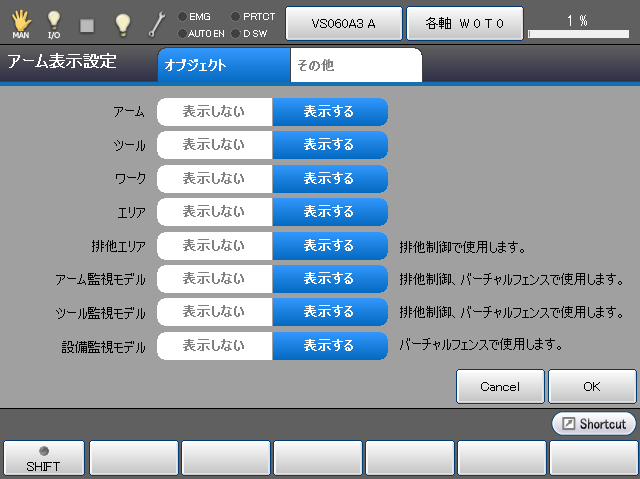 MAN
I/O
EMG
PRTCT
AUTO EN
D SW
VS060A3 A
各軸 W0T0
1 %
アーム表示設定
オブジェクト
その他
アーム 表示しない 表示する
ツール 表示しない 表示する
ワーク 表示しない 表示する
エリア 表示しない 表示する
排他エリア 表示しない 表示する 排他制御で使用します。
アーム監視モデル 表示しない 表示する 排他制御、バーチャルフェンスで使用します。
ツール監視モデル 表示しない 表示する 排他制御、バーチャルフェンスで使用します。
設備監視モデル 表示しない 表示する バーチャルフェンスで使用します。
Cancel
OK
Shortcut
SHIFT